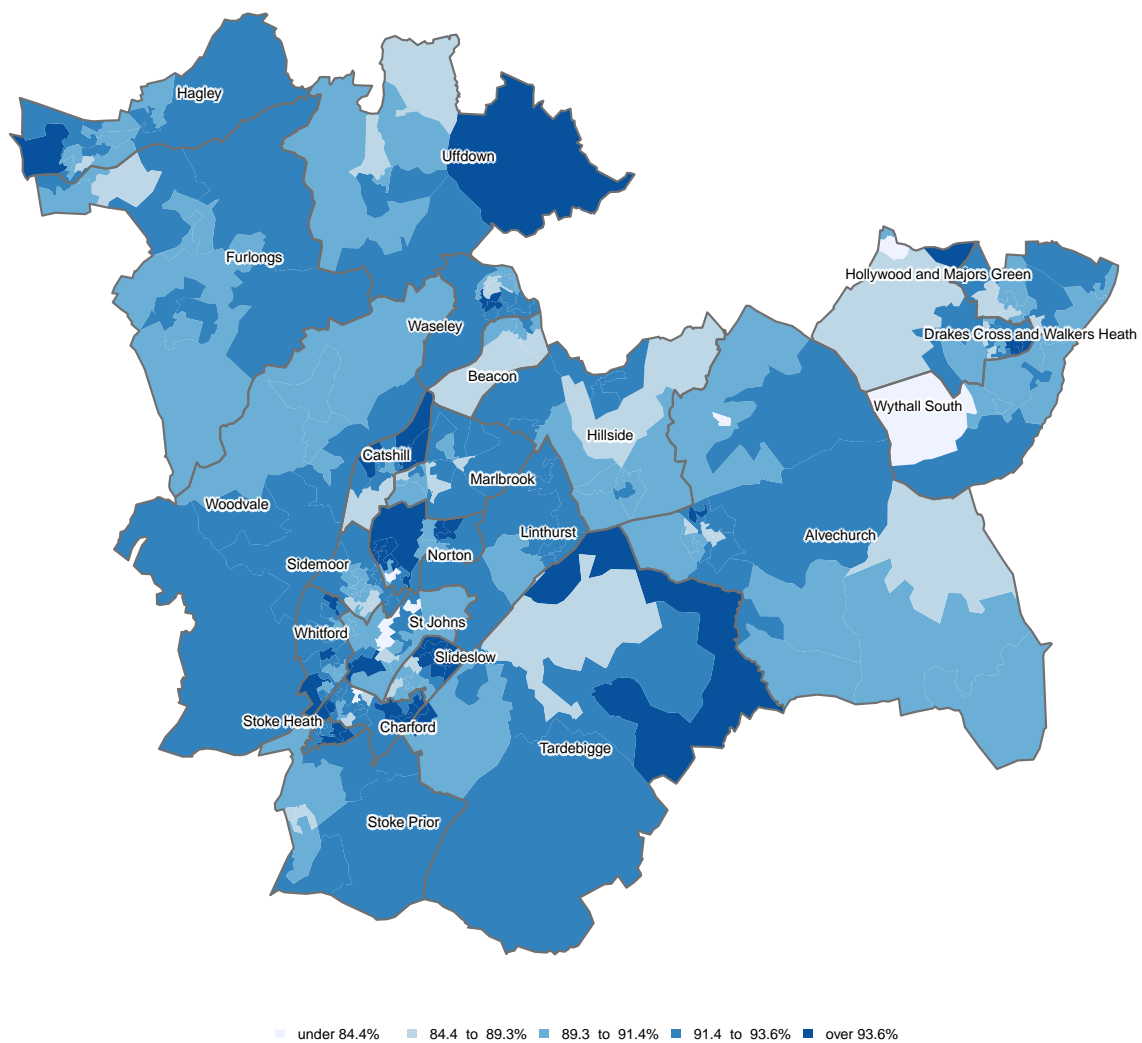 Hagley
Uffdown
Furlongs
Hollywood and Majors Green
Waseley
Drakes Cross and Walkers Heath
Beacon
Wythall South
Hillside
Catshill
Marlbrook
Woodvale
Linthurst
Alvechurch
Norton
Sidemoor
St Johns
Whitford
Slideslow
Stoke Heath
Charford
Tardebigge
Stoke Prior
under 84.4% 84.4 to 89.3% 89.3 to 91.4% 91.4 to 93.6% over 93.6%